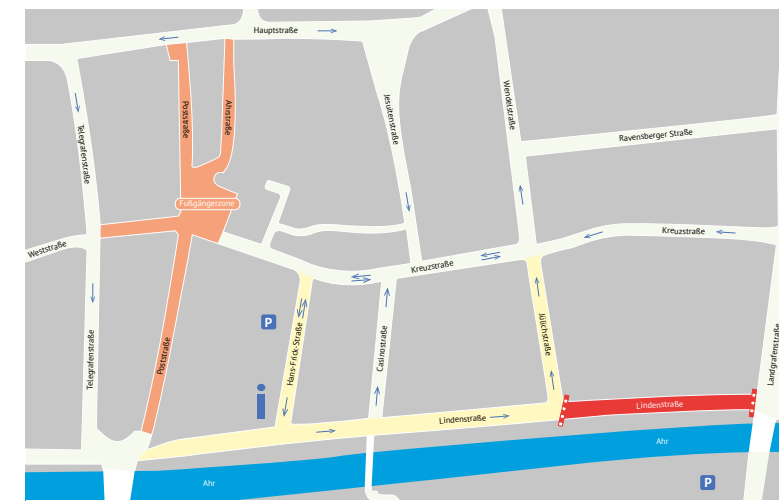 Hauptstraße
Poststraße
Ahrstraße
Telegrafenstraße
Jesuitenstraße
Wendelstraße
Ravensberger Straße
Fußgängerzone
Weststraße
Kreuzstraße
Kreuzstraße
P
Telegrafenstraße
Poststraße
Hans-Frick-Straße
Casinostraße
Jülichstraße
Landgrafenstraße
i
Lindenstraße
Lindenstraße
Ahr
Ahr
P